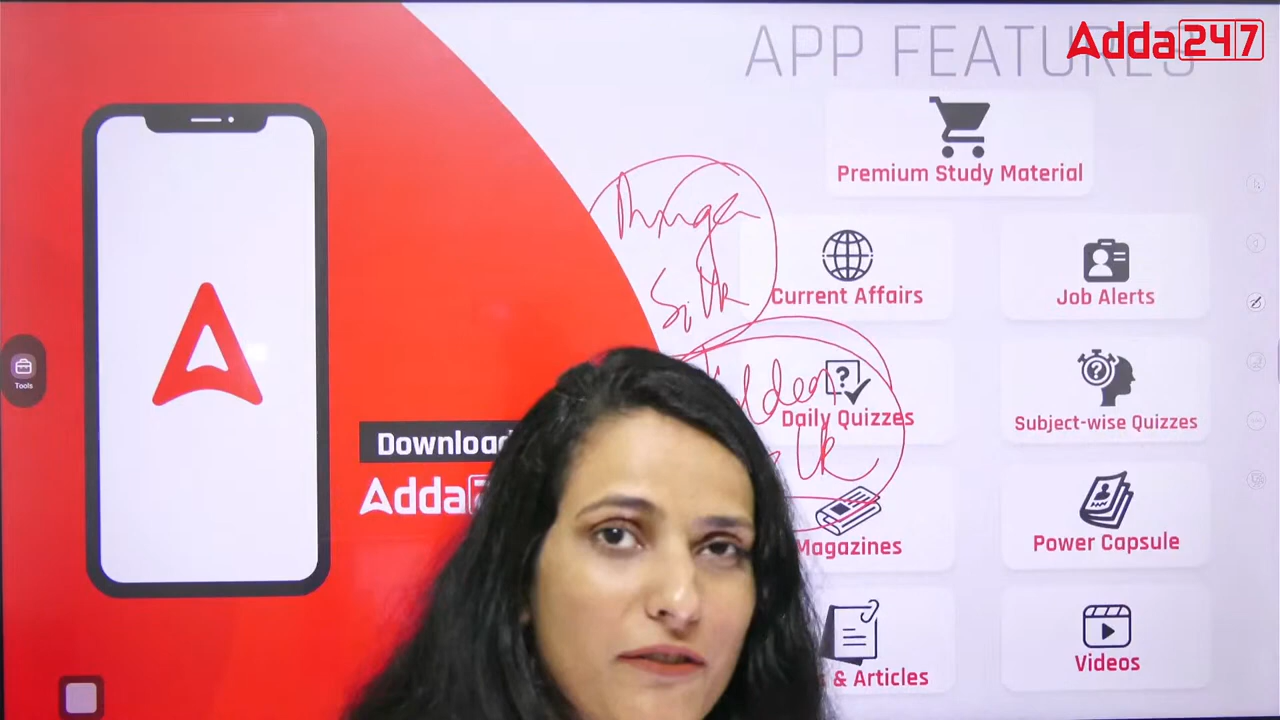 APP FEATURES
Adda247
Premium Study Material
Current Affairs
Job Alerts
Silk
Tools
Daily Quizzes
Subject-wise Quizzes
Download
Adda
Magazines
Power Capsule
& Articles
Videos